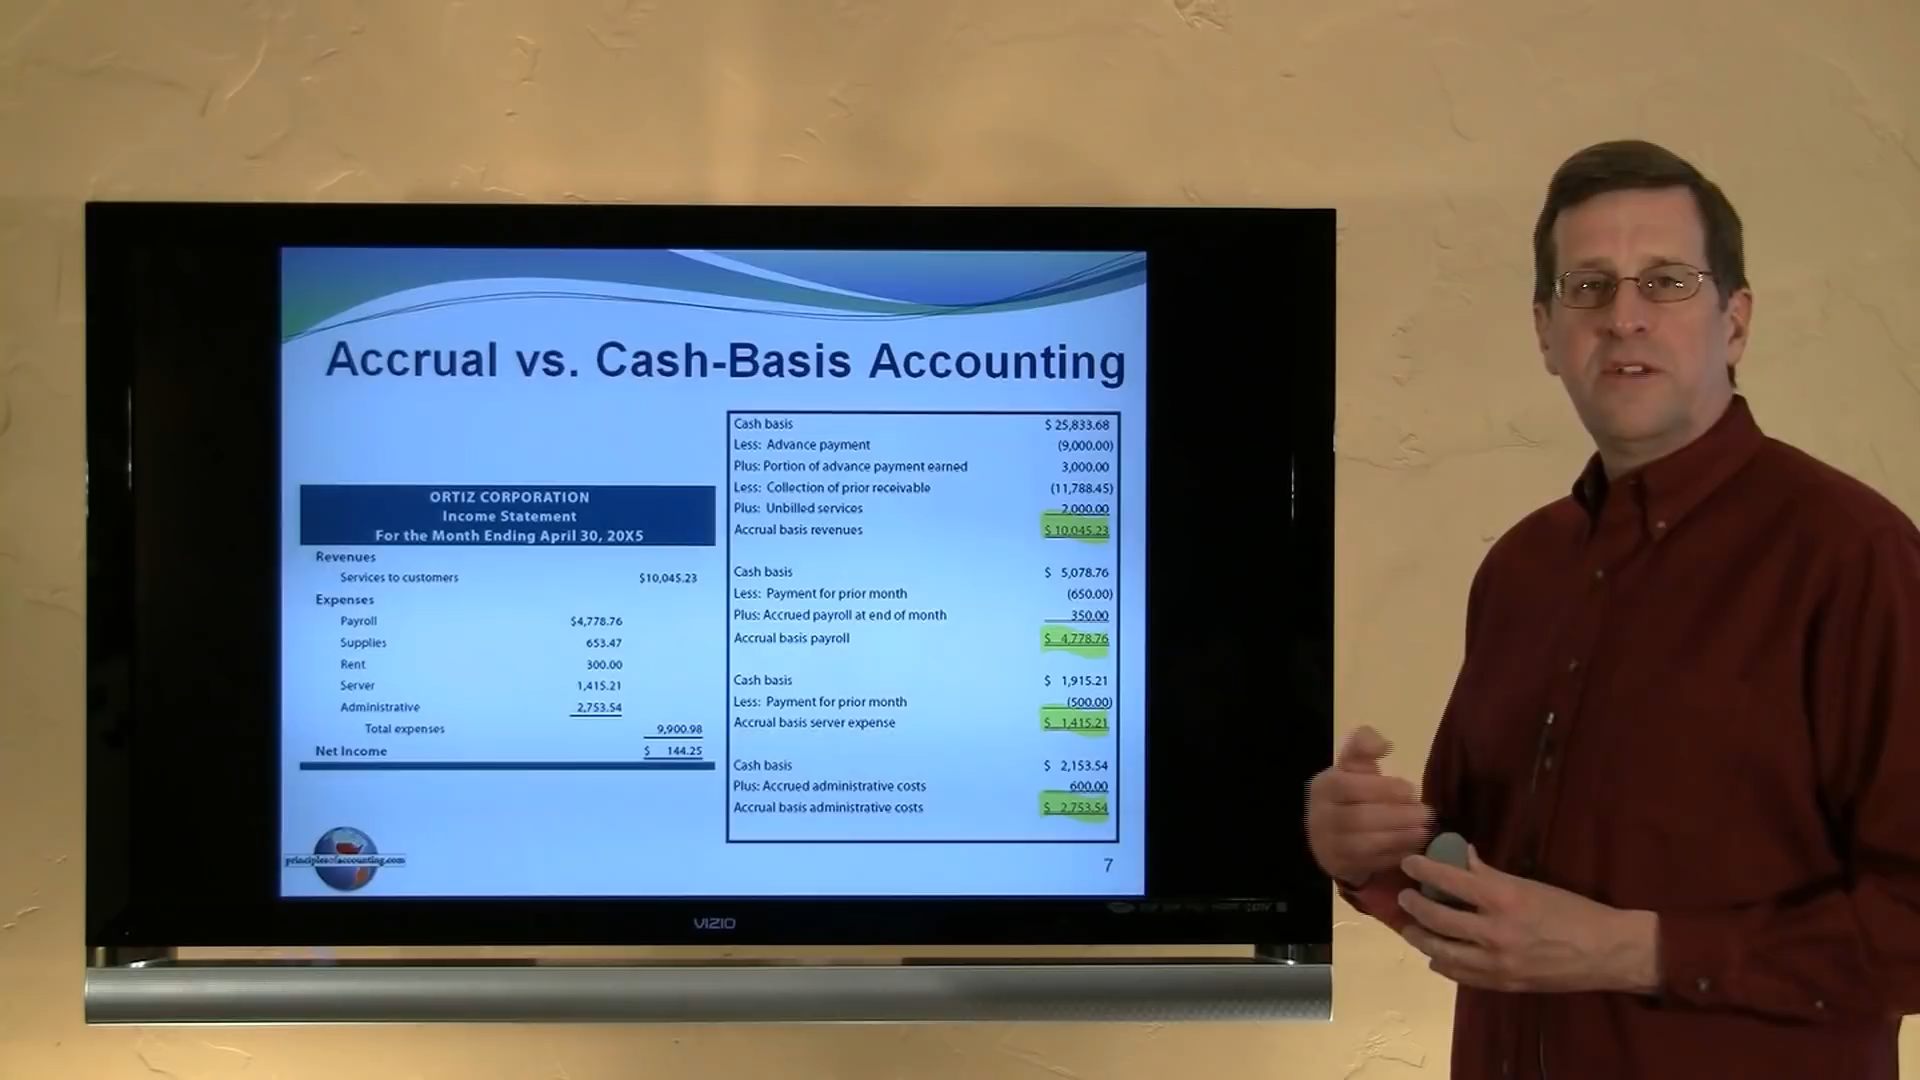 Accrual vs. Cash-Basis Accounting
ORTIZ CORPORATION
Income Statement
For the Month Ending April 30, 20X5
Revenues
Services to customers $10,045.23
Expenses
Payroll $4,778.76
Supplies 653.47
Rent 300.00
Server 1,415.21
Administrative 2,753.54
Total expenses 9,900.98
Net Income $ 144.25
Cash basis $ 25,833.68
Less: Advance payment (9,000.00)
Plus: Portion of advance payment earned 3,000.00
Less: Collection of prior receivable (11,788.45)
Plus: Unbilled services 2,000.00
Accrual basis revenues $ 10,045.23
Cash basis $ 5,078.76
Less: Payment for prior month (650.00)
Plus: Accrued payroll at end of month 350.00
Accrual basis payroll $ 4,778.76
Cash basis $ 1,915.21
Less: Payment for prior month (500.00)
Accrual basis server expense $ 1,415.21
Cash basis $ 2,153.54
Plus: Accrued administrative costs 600.00
Accrual basis administrative costs $ 2,753.54
principlesofaccounting.com
7
VIZIO